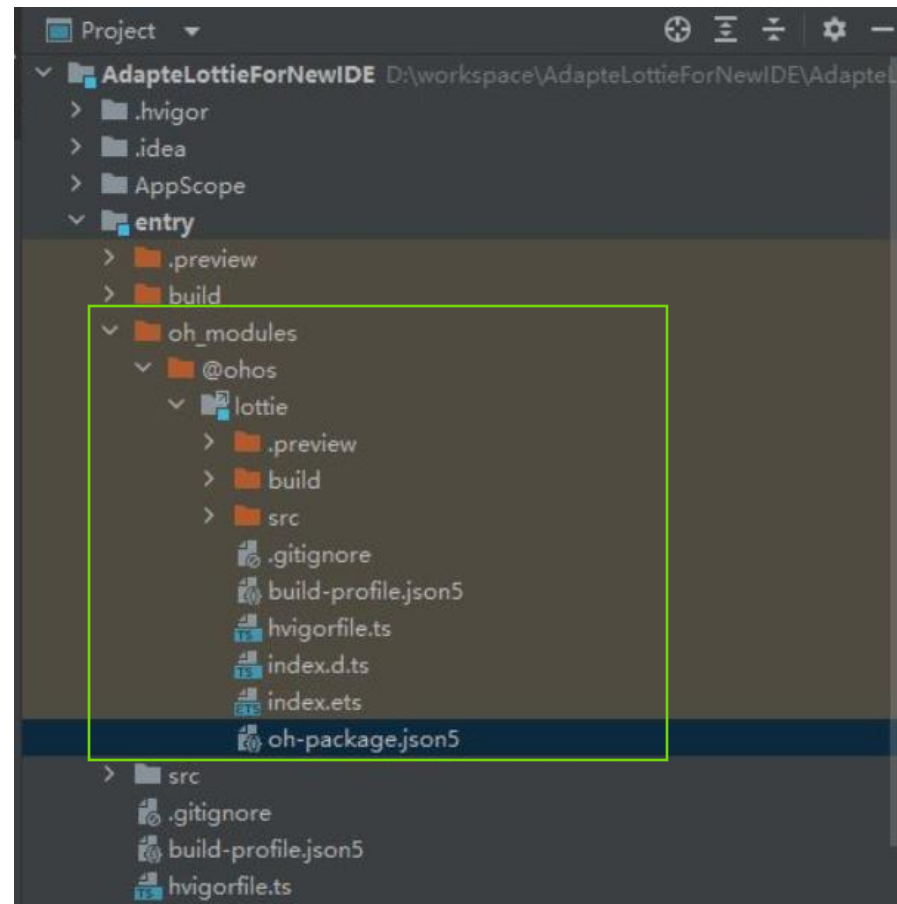 Project
AdapteLottieForNewIDE D:\workspace\AdapteLottieForNewIDE\AdapteL
.hvigor
.idea
AppScope
entry
.preview
build
oh_modules
@ohos
lottie
.preview
build
src
.gitignore
build-profile.json5
hvigorfile.ts
index.d.ts
index.ets
oh-package.json5
src
.gitignore
build-profile.json5
hvigorfile.ts